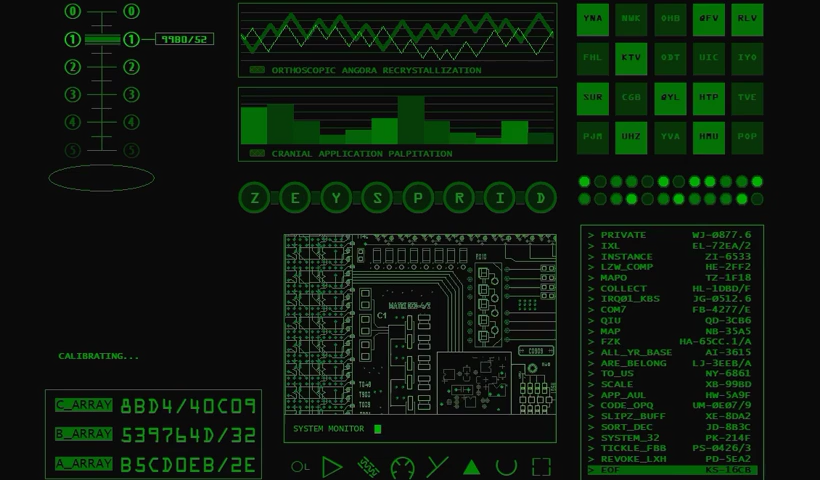 0
1 1 9980/52
2 2
3 3
4 4
5 5
CALIBRATING...
C_ARRAY 8BD4/40C09
B_ARRAY 539764D/32
A_ARRAY B5CD0EB/2E
ORTHOSCOPIC ANGORA RECRYSTALLIZATION
CRANIAL APPLICATION PALPITATION
Z E Y S P R I D
C1
SYSTEM MONITOR
OL
YNA NWK OHB ØFV RLV
FHL KTV ODT UIC IYO
SUR CGB ØYL HTP TVE
PJM UHZ YVA HMU POP
> PRIVATE WJ-Ø877.6
> IXL EL-72EA/2
> INSTANCE ZI-6533
> LZW_COMP HE-2FF2
> MAPO TZ-1F18
> COLLECT HL-1DBD/F
> IRQØ1_KBS JG-Ø512.6
> COM7 FB-4277/E
> QIU QD-3CB6
> MAP NB-35A5
> FZK HA-65CC.1/A
> ALL_YR_BASE AI-3615
> ARE_BELONG LJ-3EEB/A
> TO_US NY-6861
> SCALE XB-99BD
> APP_AUL HW-5A9F
> CODE_OPQ UM-ØEØ7/9
> SLIPZ_BUFF XE-8DA2
> SORT_DEC JD-8B3C
> SYSTEM_32 PK-214F
> TICKLE_FBB PS-Ø426/3
> REVOKE_LXH PD-5EA2
> EOF KS-16CB